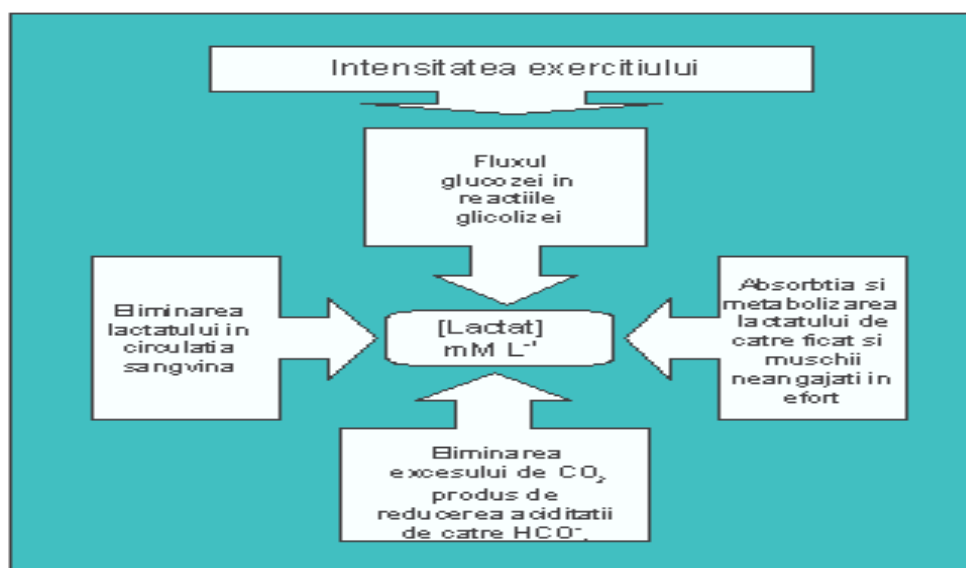 Intensitatea exercitiului
Fluxul
glucozei in
reactiile
glicolizei
Eliminarea
lactatului in
circulatia
sangvina
[Lactat]
mM L⁻¹
Absorbtia si
metabolizarea
lactatului de
catre ficat si
muschii
neangajati in
efort
Eliminarea
excesului de CO₂
produs de
reducerea aciditatii
de catre HCO⁻₃